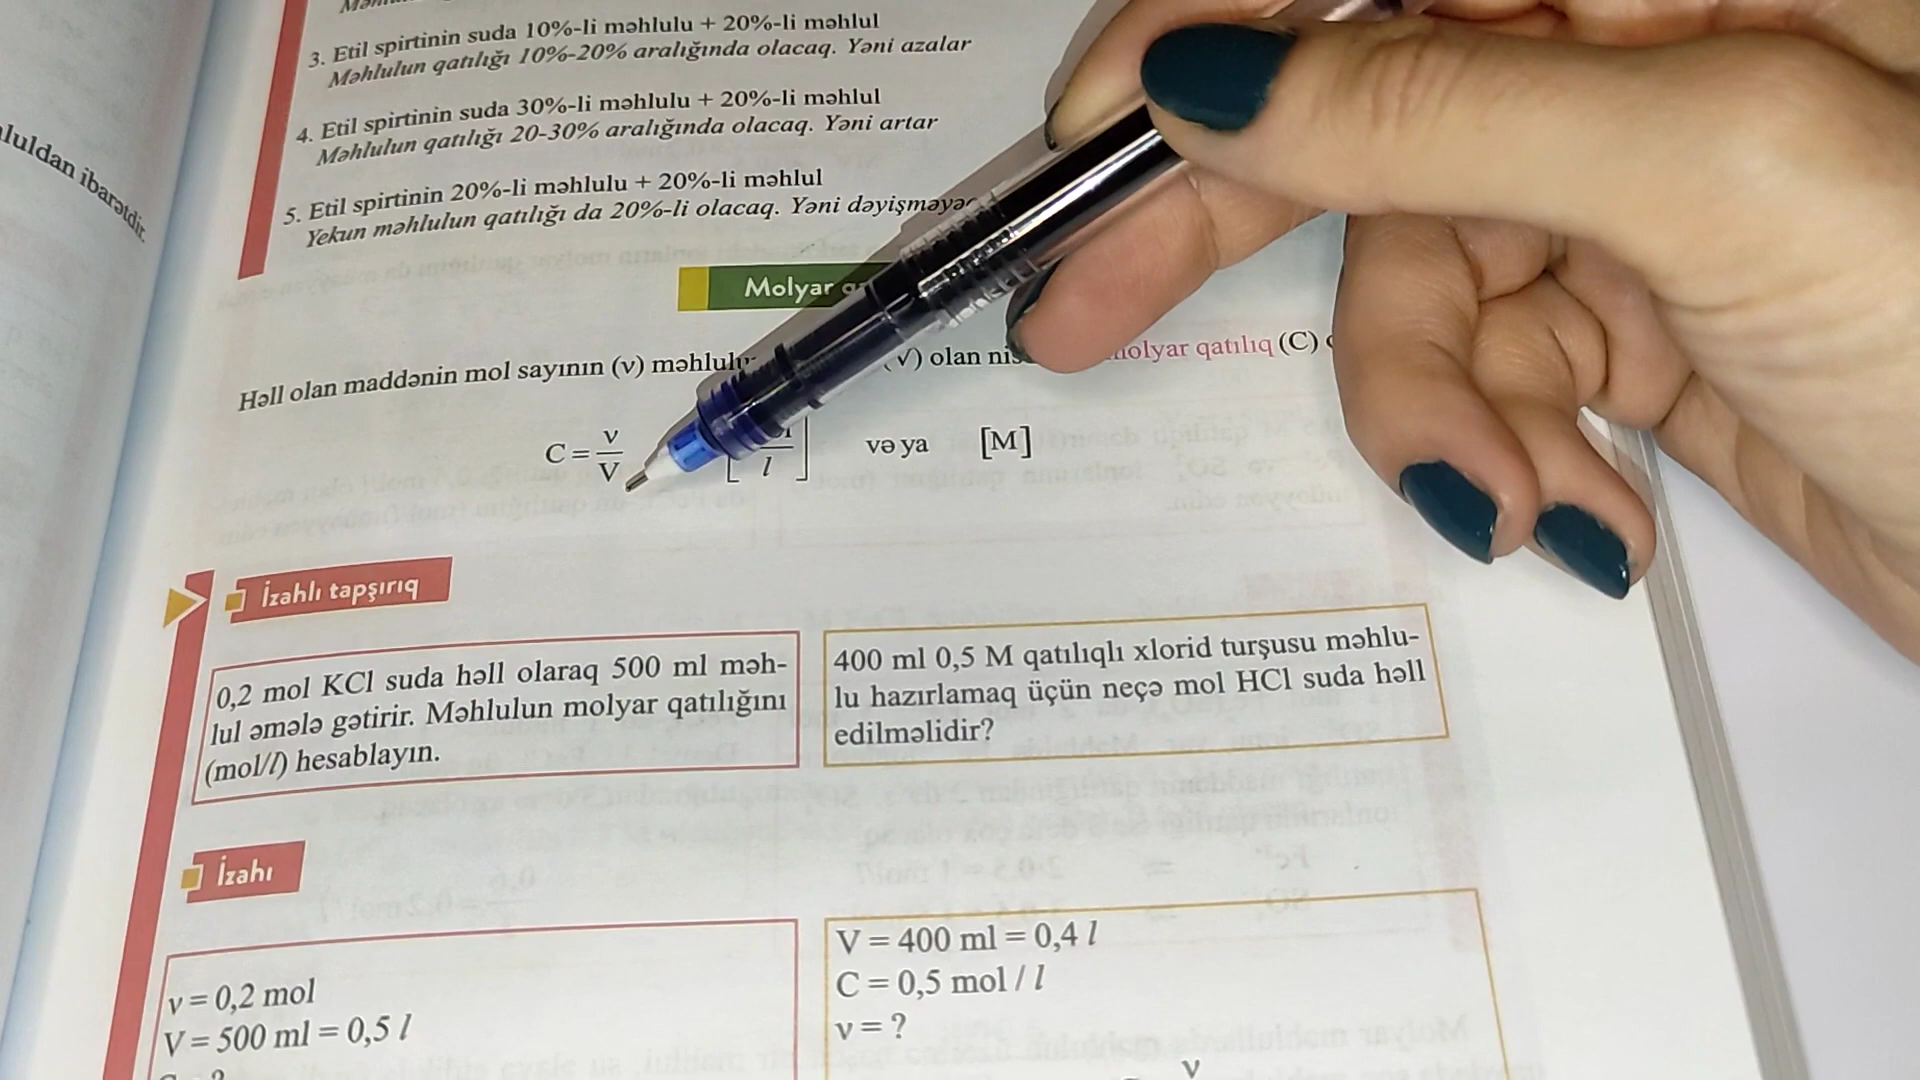 3. Etil spirtinin suda 10%-li məhlulu + 20%-li məhlul
Məhlulun qatılığı 10%-20% aralığında olacaq. Yəni azalar
4. Etil spirtinin suda 30%-li məhlulu + 20%-li məhlul
Məhlulun qatılığı 20-30% aralığında olacaq. Yəni artar
5. Etil spirtinin 20%-li məhlulu + 20%-li məhlul
Yekun məhlulun qatılığı da 20%-li olacaq. Yəni
luldan ibarətdir.
Molyar
Həll olan maddənin mol sayının (ν) olan molyar qatılıq (C)
C = ν/V və ya [M]
İzahlı tapşırıq
0,2 mol KCl suda həll olaraq 500 ml məh-
lul əmələ gətirir. Məhlulun molyar qatılığını
(mol/l) hesablayın.
400 ml 0,5 M qatılıqlı xlorid turşusu məhlu-
lu hazırlamaq üçün neçə mol HCl suda həll
edilməlidir?
İzahı
ν = 0,2 mol
V = 500 ml = 0,5 l
V = 400 ml = 0,4 l
C = 0,5 mol / l
ν = ?
ν